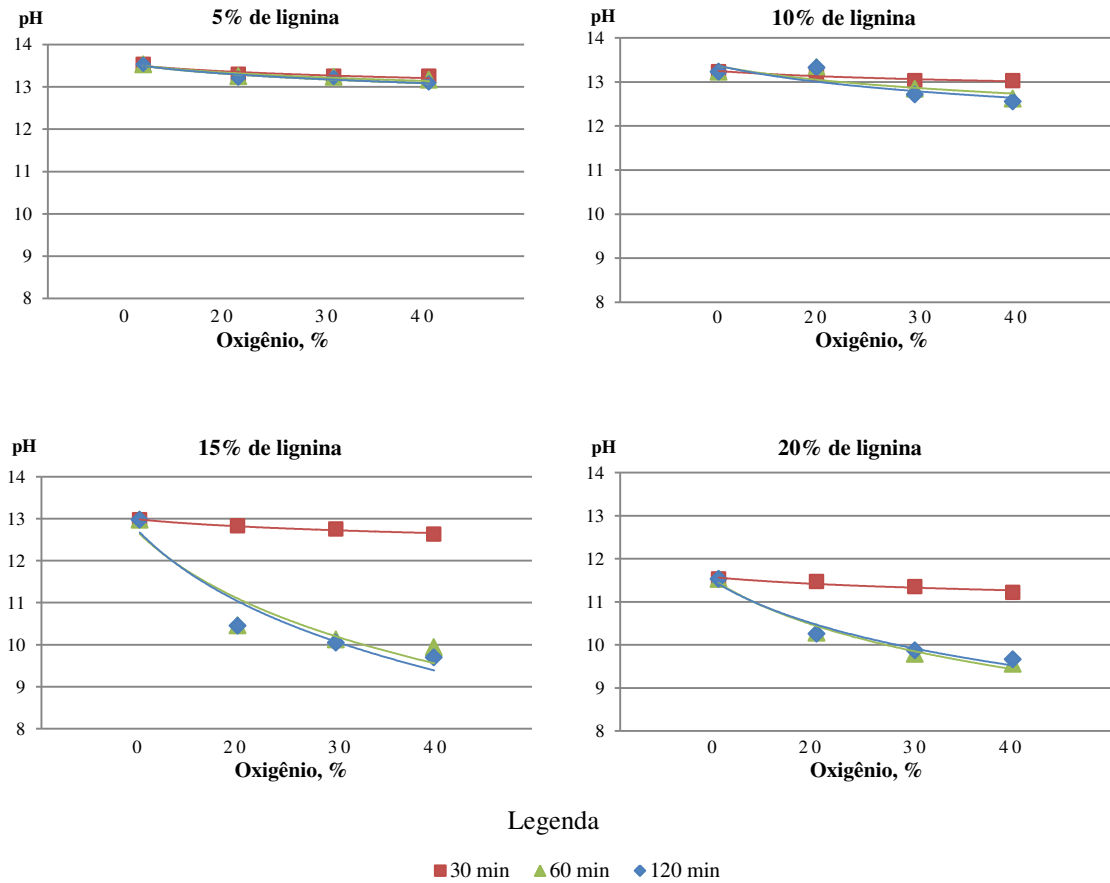 pH
5% de lignina
14
13
12
11
10
9
8
0 20 30 40
Oxigênio, %
pH
10% de lignina
14
13
12
11
10
9
8
0 20 30 40
Oxigênio, %
pH
15% de lignina
14
13
12
11
10
9
8
0 20 30 40
Oxigênio, %
pH
20% de lignina
14
13
12
11
10
9
8
0 20 30 40
Oxigênio, %
Legenda
30 min 60 min 120 min